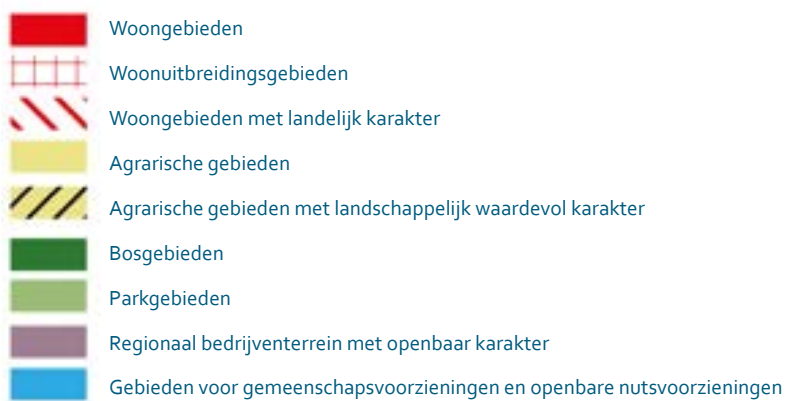 Woongebieden
Woonuitbreidingsgebieden
Woongebieden met landelijk karakter
Agrarische gebieden
Agrarische gebieden met landschappelijk waardevol karakter
Bosgebieden
Parkgebieden
Regionaal bedrijventerrein met openbaar karakter
Gebieden voor gemeenschapsvoorzieningen en openbare nutsvoorzieningen